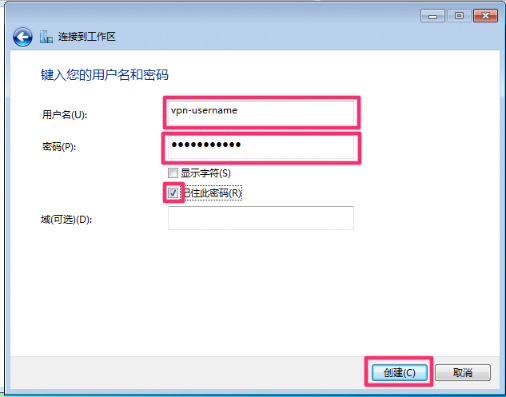 连接到工作区
键入您的用户名和密码
用户名(U): vpn-username
密码(P): ●●●●●●●●●●●
显示字符(S)
记住此密码(R)
域(可选)(D):
创建(C) 取消